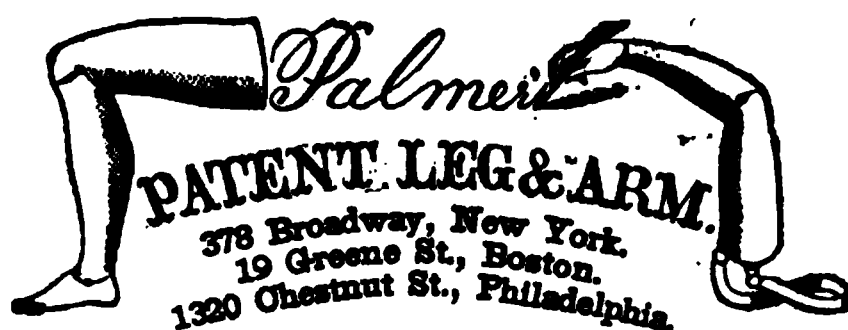 Palmer's
PATENT LEG & ARM.
378 Broadway, New York.
19 Greene St., Boston.
1320 Chestnut St., Philadelphia.